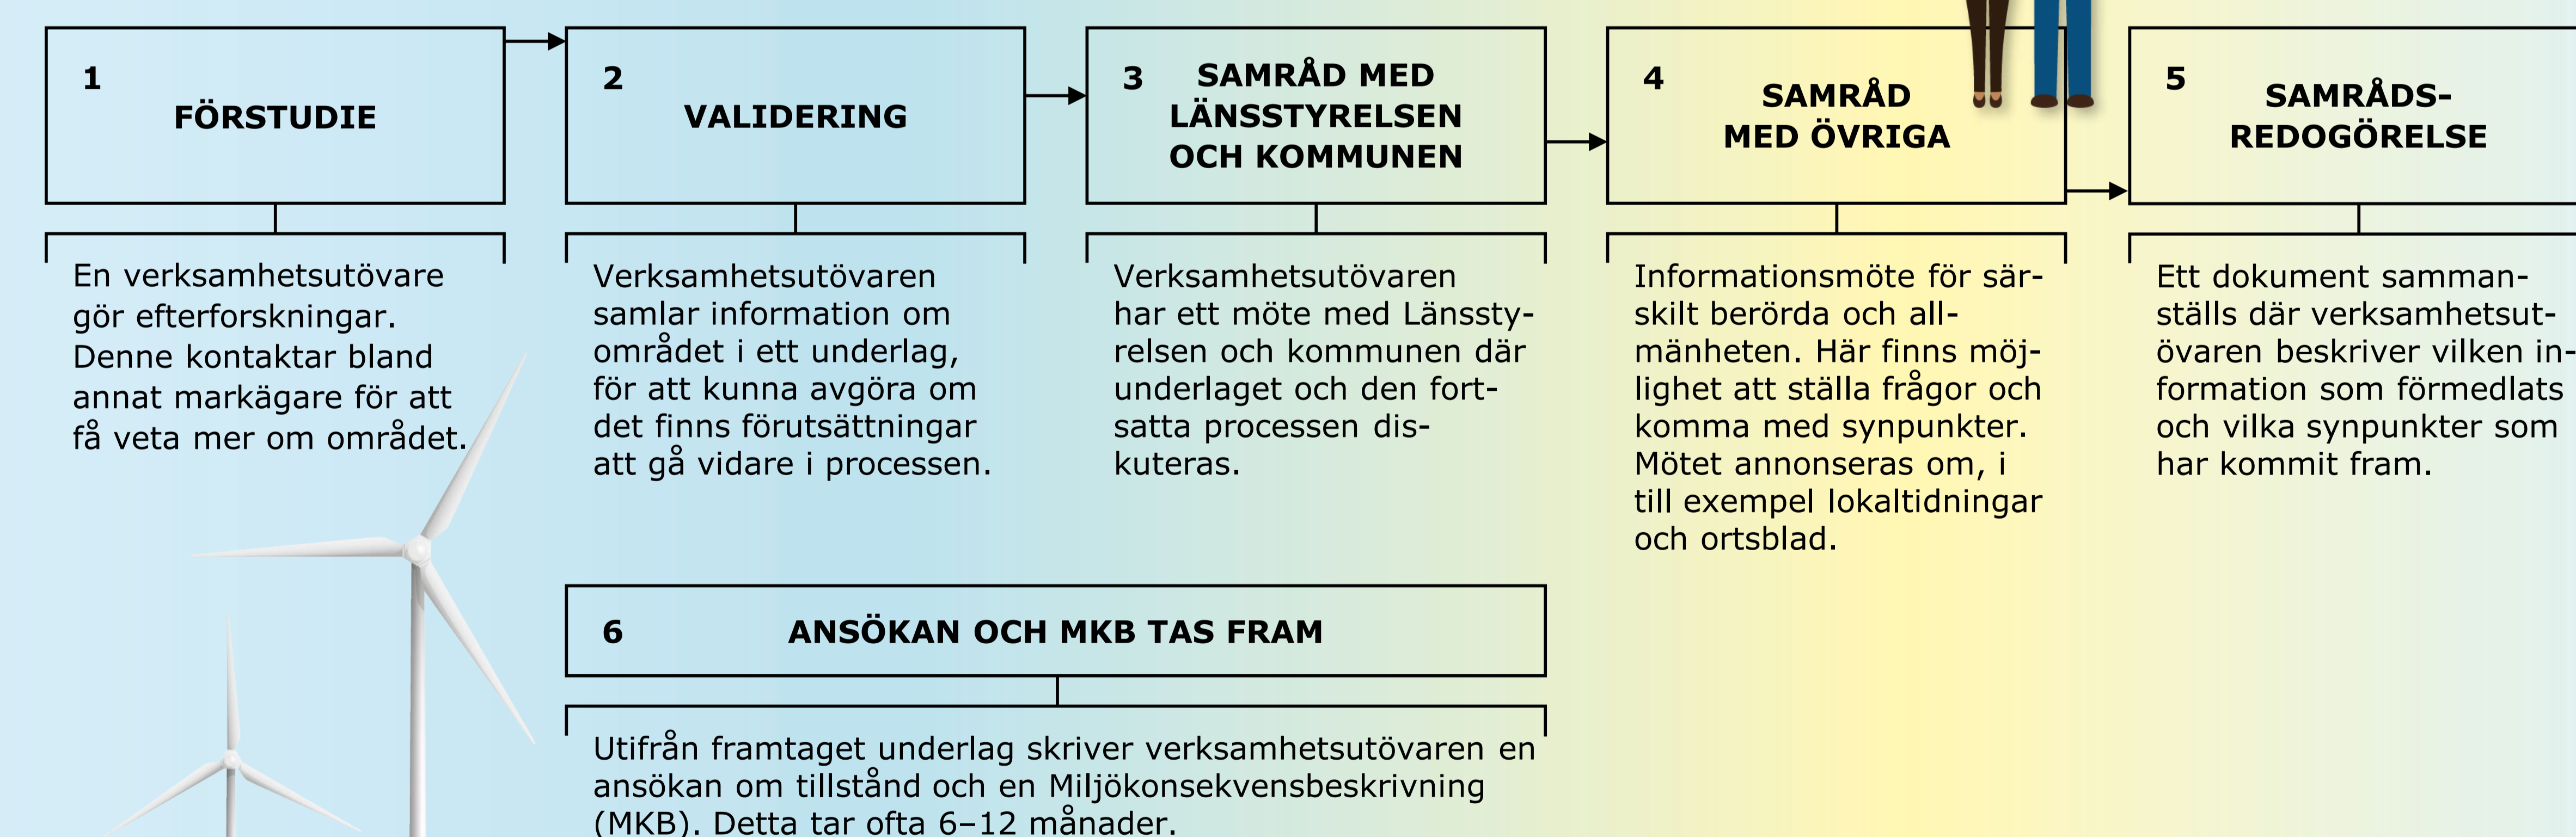 1
FÖRSTUDIE
En verksamhetsutövare
gör efterforskningar.
Denne kontaktar bland
annat markägare för att
få veta mer om området.
2
VALIDERING
Verksamhetsutövaren
samlar information om
området i ett underlag,
för att kunna avgöra om
det finns förutsättningar
att gå vidare i processen.
3
SAMRÅD MED
LÄNSSTYRELSEN
OCH KOMMUNEN
Verksamhetsutövaren
har ett möte med Länssty-
relsen och kommunen där
underlaget och den fort-
satta processen dis-
kuteras.
4
SAMRÅD
MED ÖVRIGA
Informationsmöte för sär-
skilt berörda och all-
mänheten. Här finns möj-
lighet att ställa frågor och
komma med synpunkter.
Mötet annonseras om, i
till exempel lokaltidningar
och ortsblad.
5
SAMRÅDS-
REDOGÖRELSE
Ett dokument samman-
ställs där verksamhetsut-
övaren beskriver vilken in-
formation som förmedlats
och vilka synpunkter som
har kommit fram.
6
ANSÖKAN OCH MKB TAS FRAM
Utifrån framtaget underlag skriver verksamhetsutövaren en
ansökan om tillstånd och en Miljökonsekvensbeskrivning
(MKB). Detta tar ofta 6–12 månader.